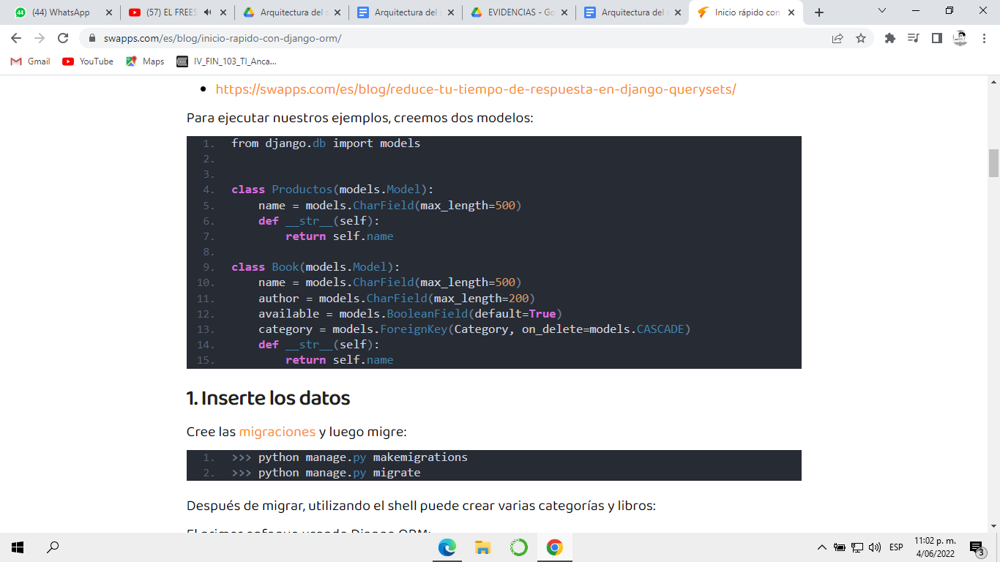 (44) WhatsApp
(57) EL FREES
Arquitectura del s
Arquitectura del s
EVIDENCIAS - Go
Arquitectura del
Inicio rápido con
swapps.com/es/blog/inicio-rapido-con-django-orm/
Gmail
YouTube
Maps
IV_FIN_103_TI_Anca...
https://swapps.com/es/blog/reduce-tu-tiempo-de-respuesta-en-django-querysets/
Para ejecutar nuestros ejemplos, creemos dos modelos:
1. from django.db import models
2.
3.
4. class Productos(models.Model):
5. name = models.CharField(max_length=500)
6. def __str__(self):
7. return self.name
8.
9. class Book(models.Model):
10. name = models.CharField(max_length=500)
11. author = models.CharField(max_length=200)
12. available = models.BooleanField(default=True)
13. category = models.ForeignKey(Category, on_delete=models.CASCADE)
14. def __str__(self):
15. return self.name
1. Inserte los datos
Cree las migraciones y luego migre:
1. >>> python manage.py makemigrations
2. >>> python manage.py migrate
Después de migrar, utilizando el shell puede crear varias categorías y libros:
El primer enfoque usando Django ORM:
ESP
11:02 p. m.
4/06/2022
3